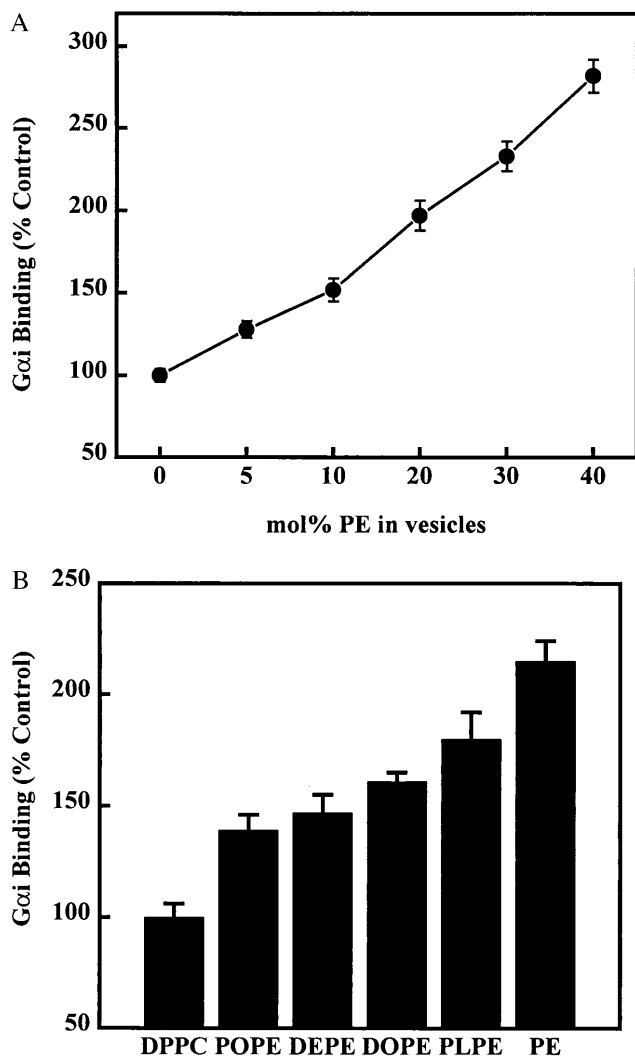 A
300
250
200
150
100
50
Gαi Binding (% Control)
0 5 10 20 30 40
mol% PE in vesicles
B
250
200
150
100
50
Gαi Binding (% Control)
DPPC POPE DEPE DOPE PLPE PE